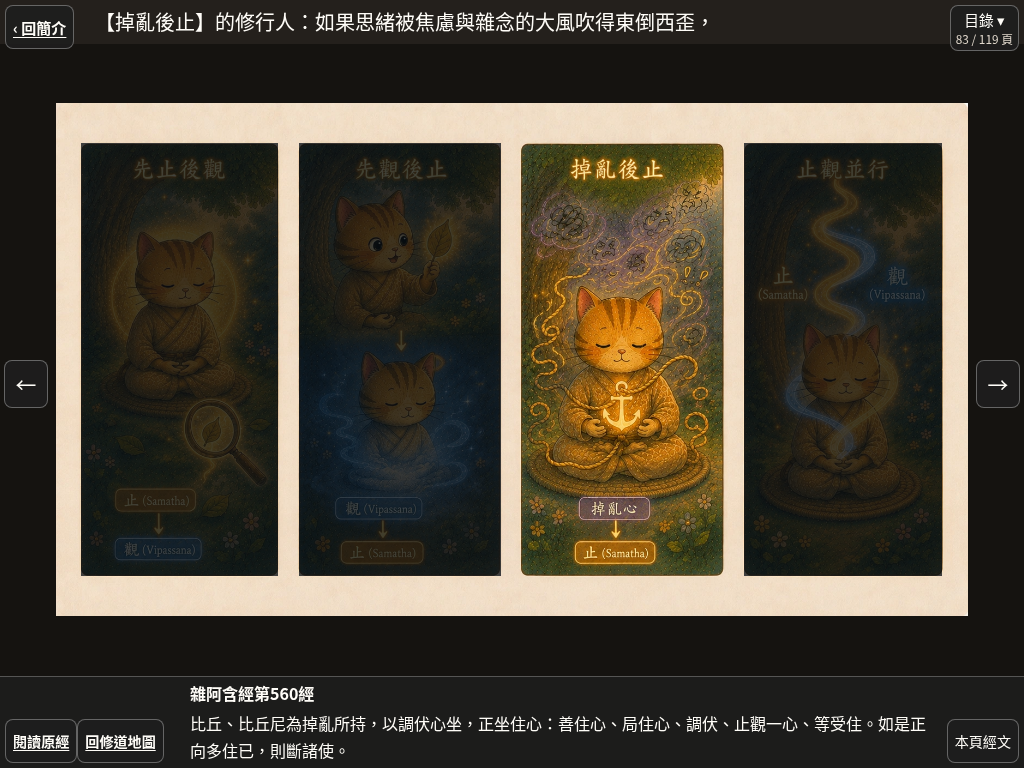 ‹ 回簡介
【掉亂後止】的修行人：如果思緒被焦慮與雜念的大風吹得東倒西歪，
目錄 ▾
83 / 119 頁
先止後觀
止 (Samatha)
觀 (Vipassana)
先觀後止
觀 (Vipassana)
止 (Samatha)
掉亂後止
掉亂心
止 (Samatha)
止觀並行
止
(Samatha)
觀
(Vipassana)
←
→
雜阿含經第560經
比丘、比丘尼為掉亂所持，以調伏心坐，正坐住心：善住心、局住心、調伏、止觀一心、等受住。如是正
向多住已，則斷諸使。
閱讀原經
回修道地圖
本頁經文